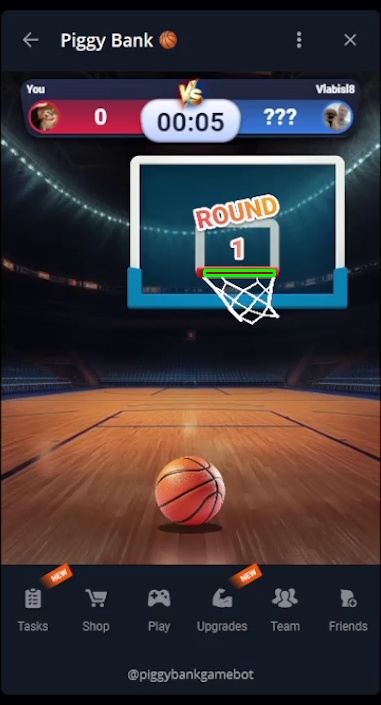 Piggy Bank 🏀
You
VS
Vlabisl8
0
00:05
???
ROUND
1
NEW
NEW
Tasks
Shop
Play
Upgrades
Team
Friends
@piggybankgamebot